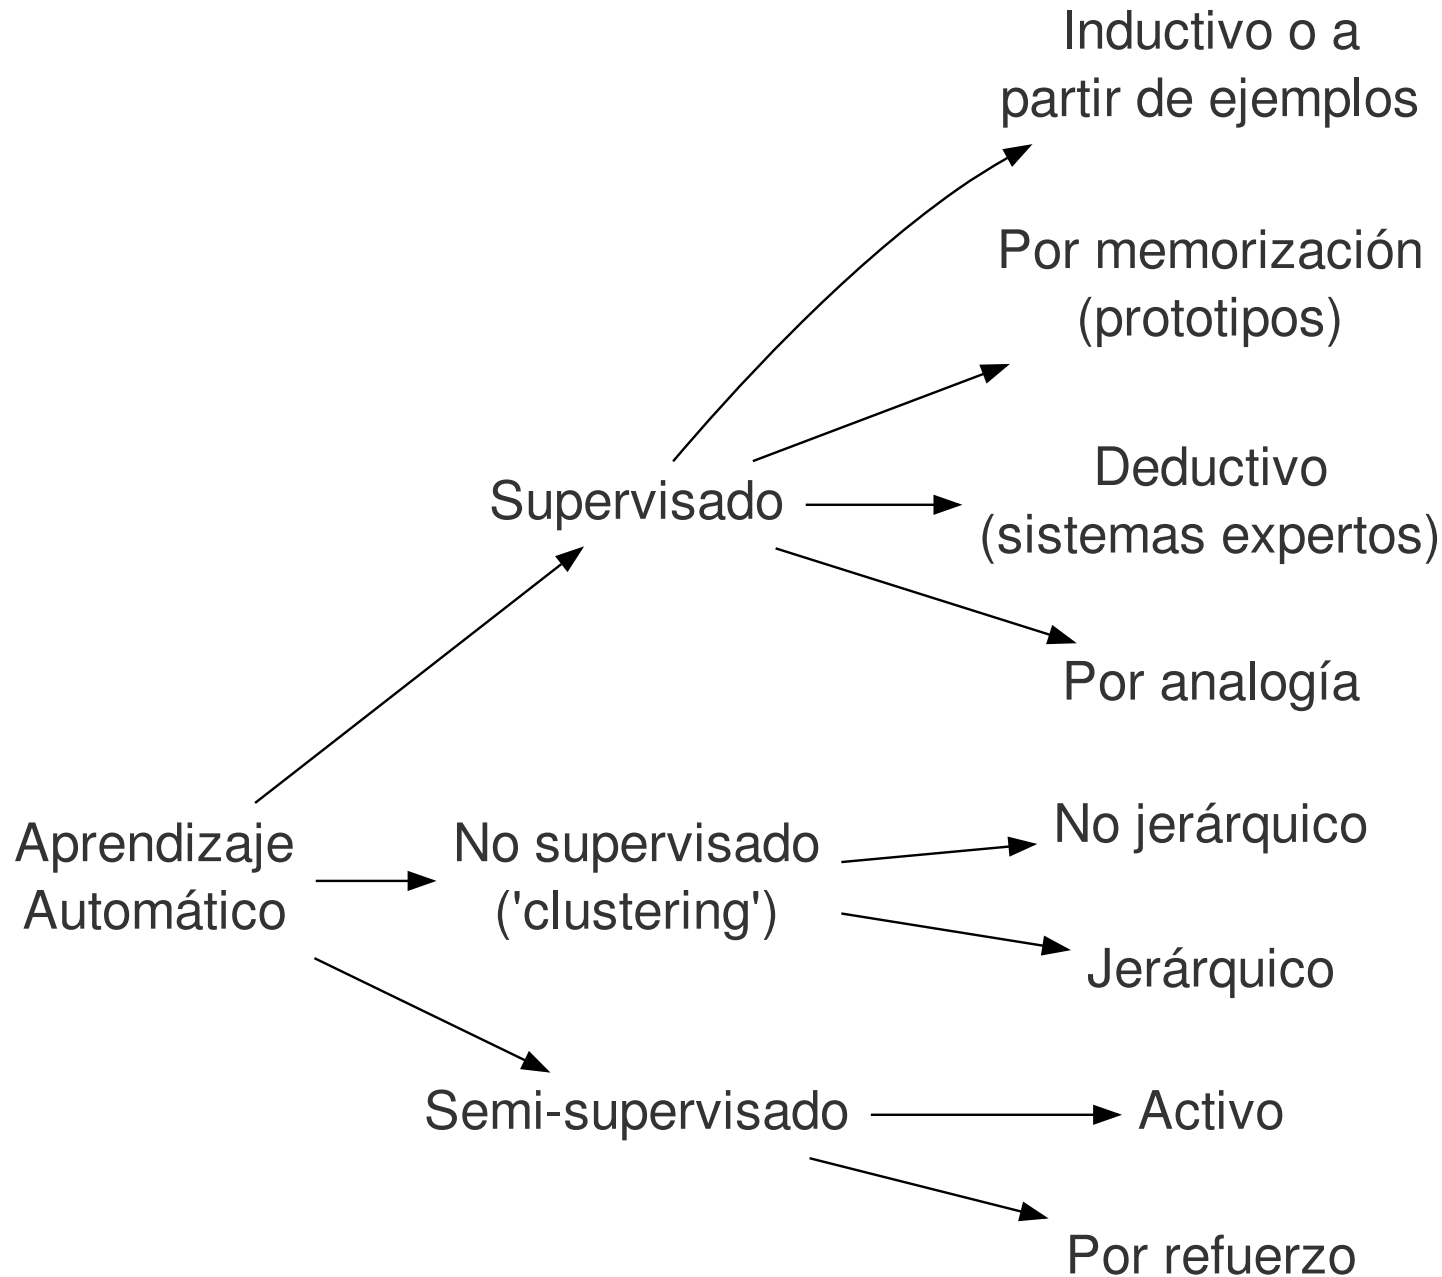 Inductivo o a
partir de ejemplos
Por memorización
(prototipos)
Supervisado
Deductivo
(sistemas expertos)
Por analogía
Aprendizaje
Automático
No supervisado
('clustering')
No jerárquico
Jerárquico
Semi-supervisado
Activo
Por refuerzo